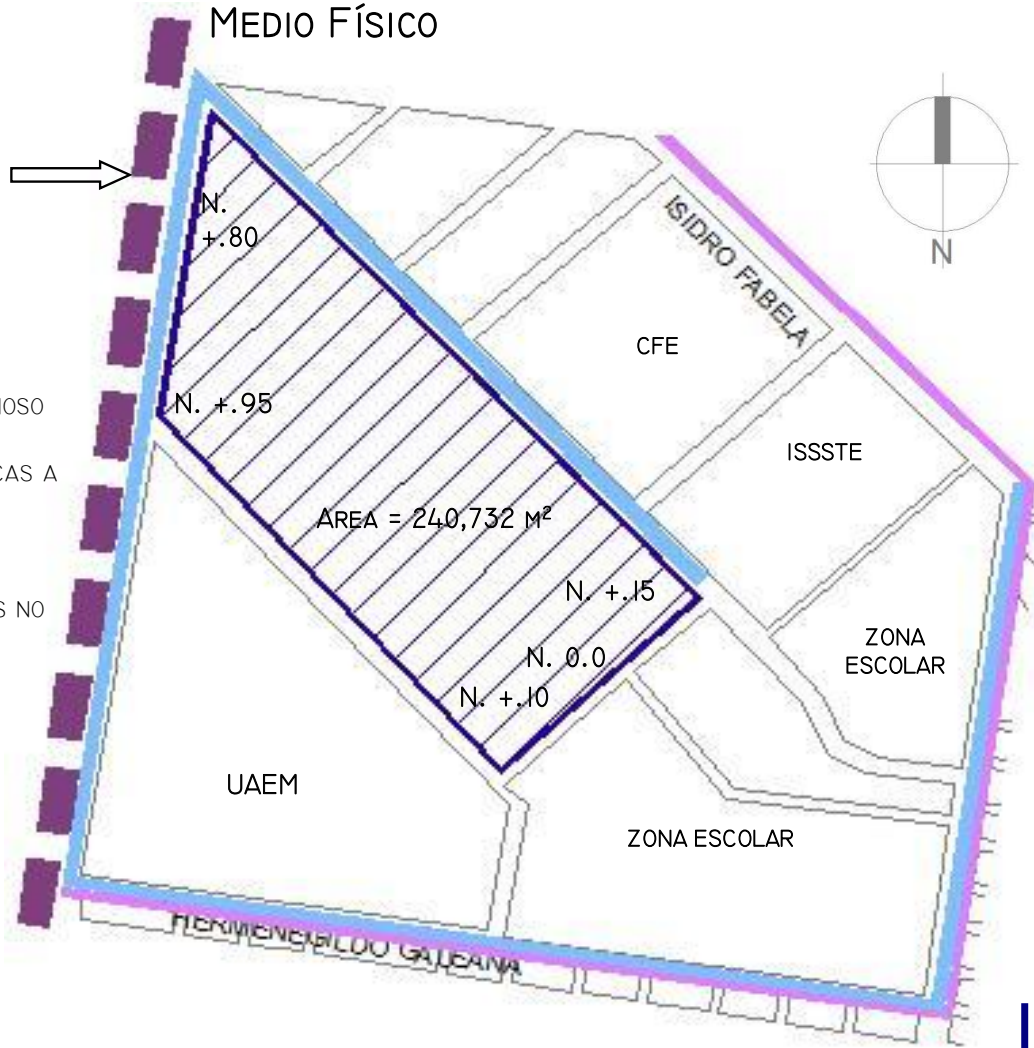 MEDIO FÍSICO
N.
+.80
ISIDRO FABELA
N
CFE
N. +.95
OSO
ISSSTE
CAS A
AREA = 240,732 M²
N. +.15
S NO
ZONA
ESCOLAR
N. 0.0
N. +.10
UAEM
ZONA ESCOLAR
HERMENEGILDO GALEANA